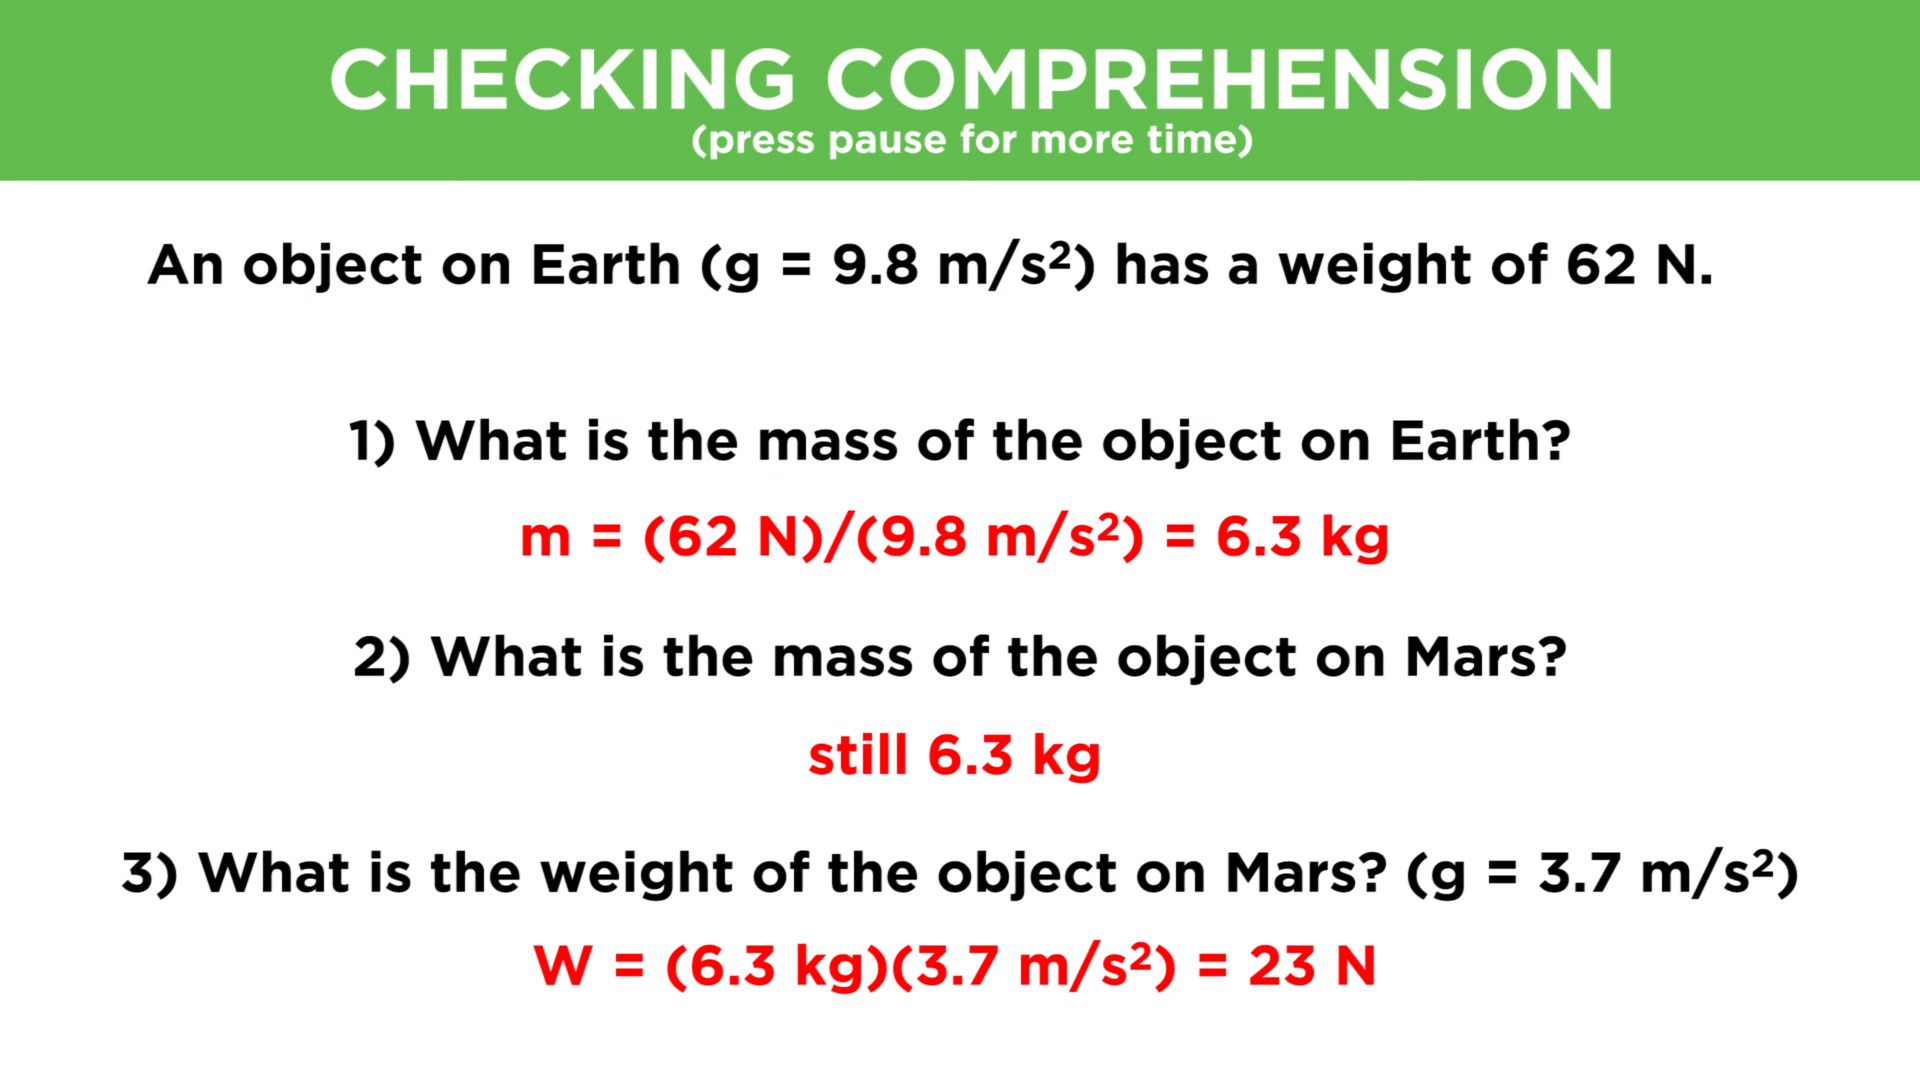 CHECKING COMPREHENSION
(press pause for more time)
An object on Earth (g = 9.8 m/s²) has a weight of 62 N.
1) What is the mass of the object on Earth?
m = (62 N)/(9.8 m/s²) = 6.3 kg
2) What is the mass of the object on Mars?
still 6.3 kg
3) What is the weight of the object on Mars? (g = 3.7 m/s²)
W = (6.3 kg)(3.7 m/s²) = 23 N